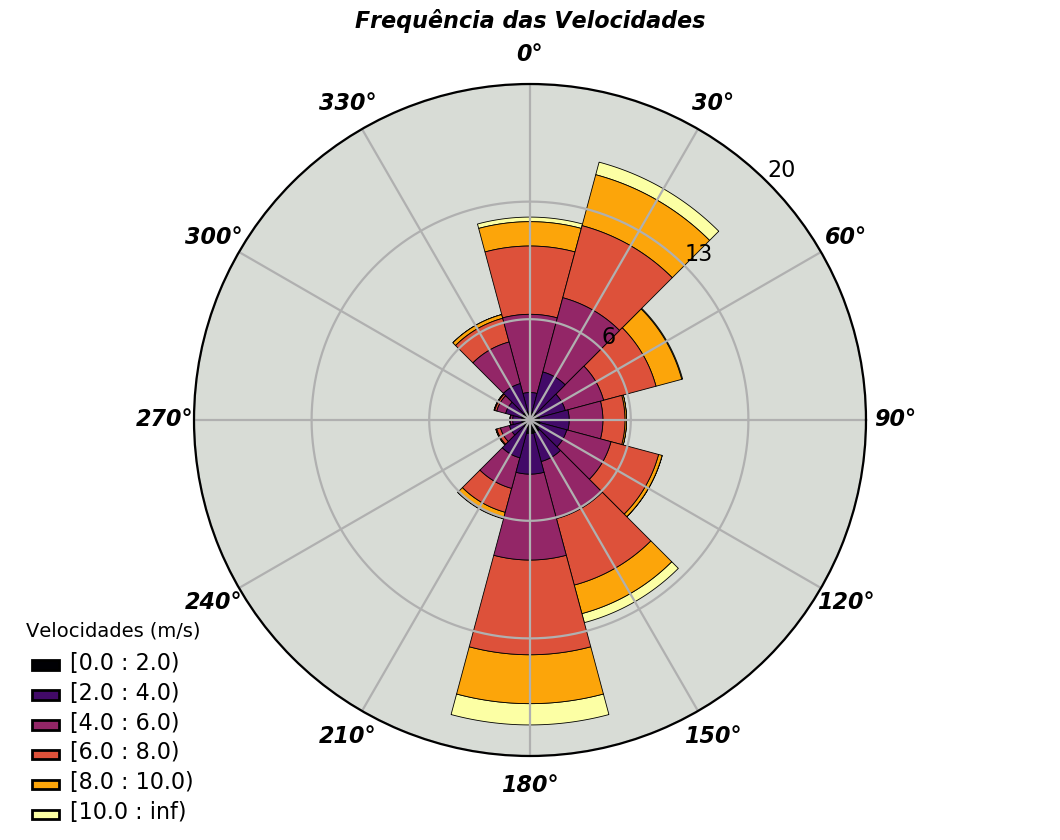 Frequência das Velocidades
0°
330°
30°
20
300°
60°
13
6
270°
90°
240°
120°
210°
150°
180°
Velocidades (m/s)
[0.0 : 2.0)
[2.0 : 4.0)
[4.0 : 6.0)
[6.0 : 8.0)
[8.0 : 10.0)
[10.0 : inf)